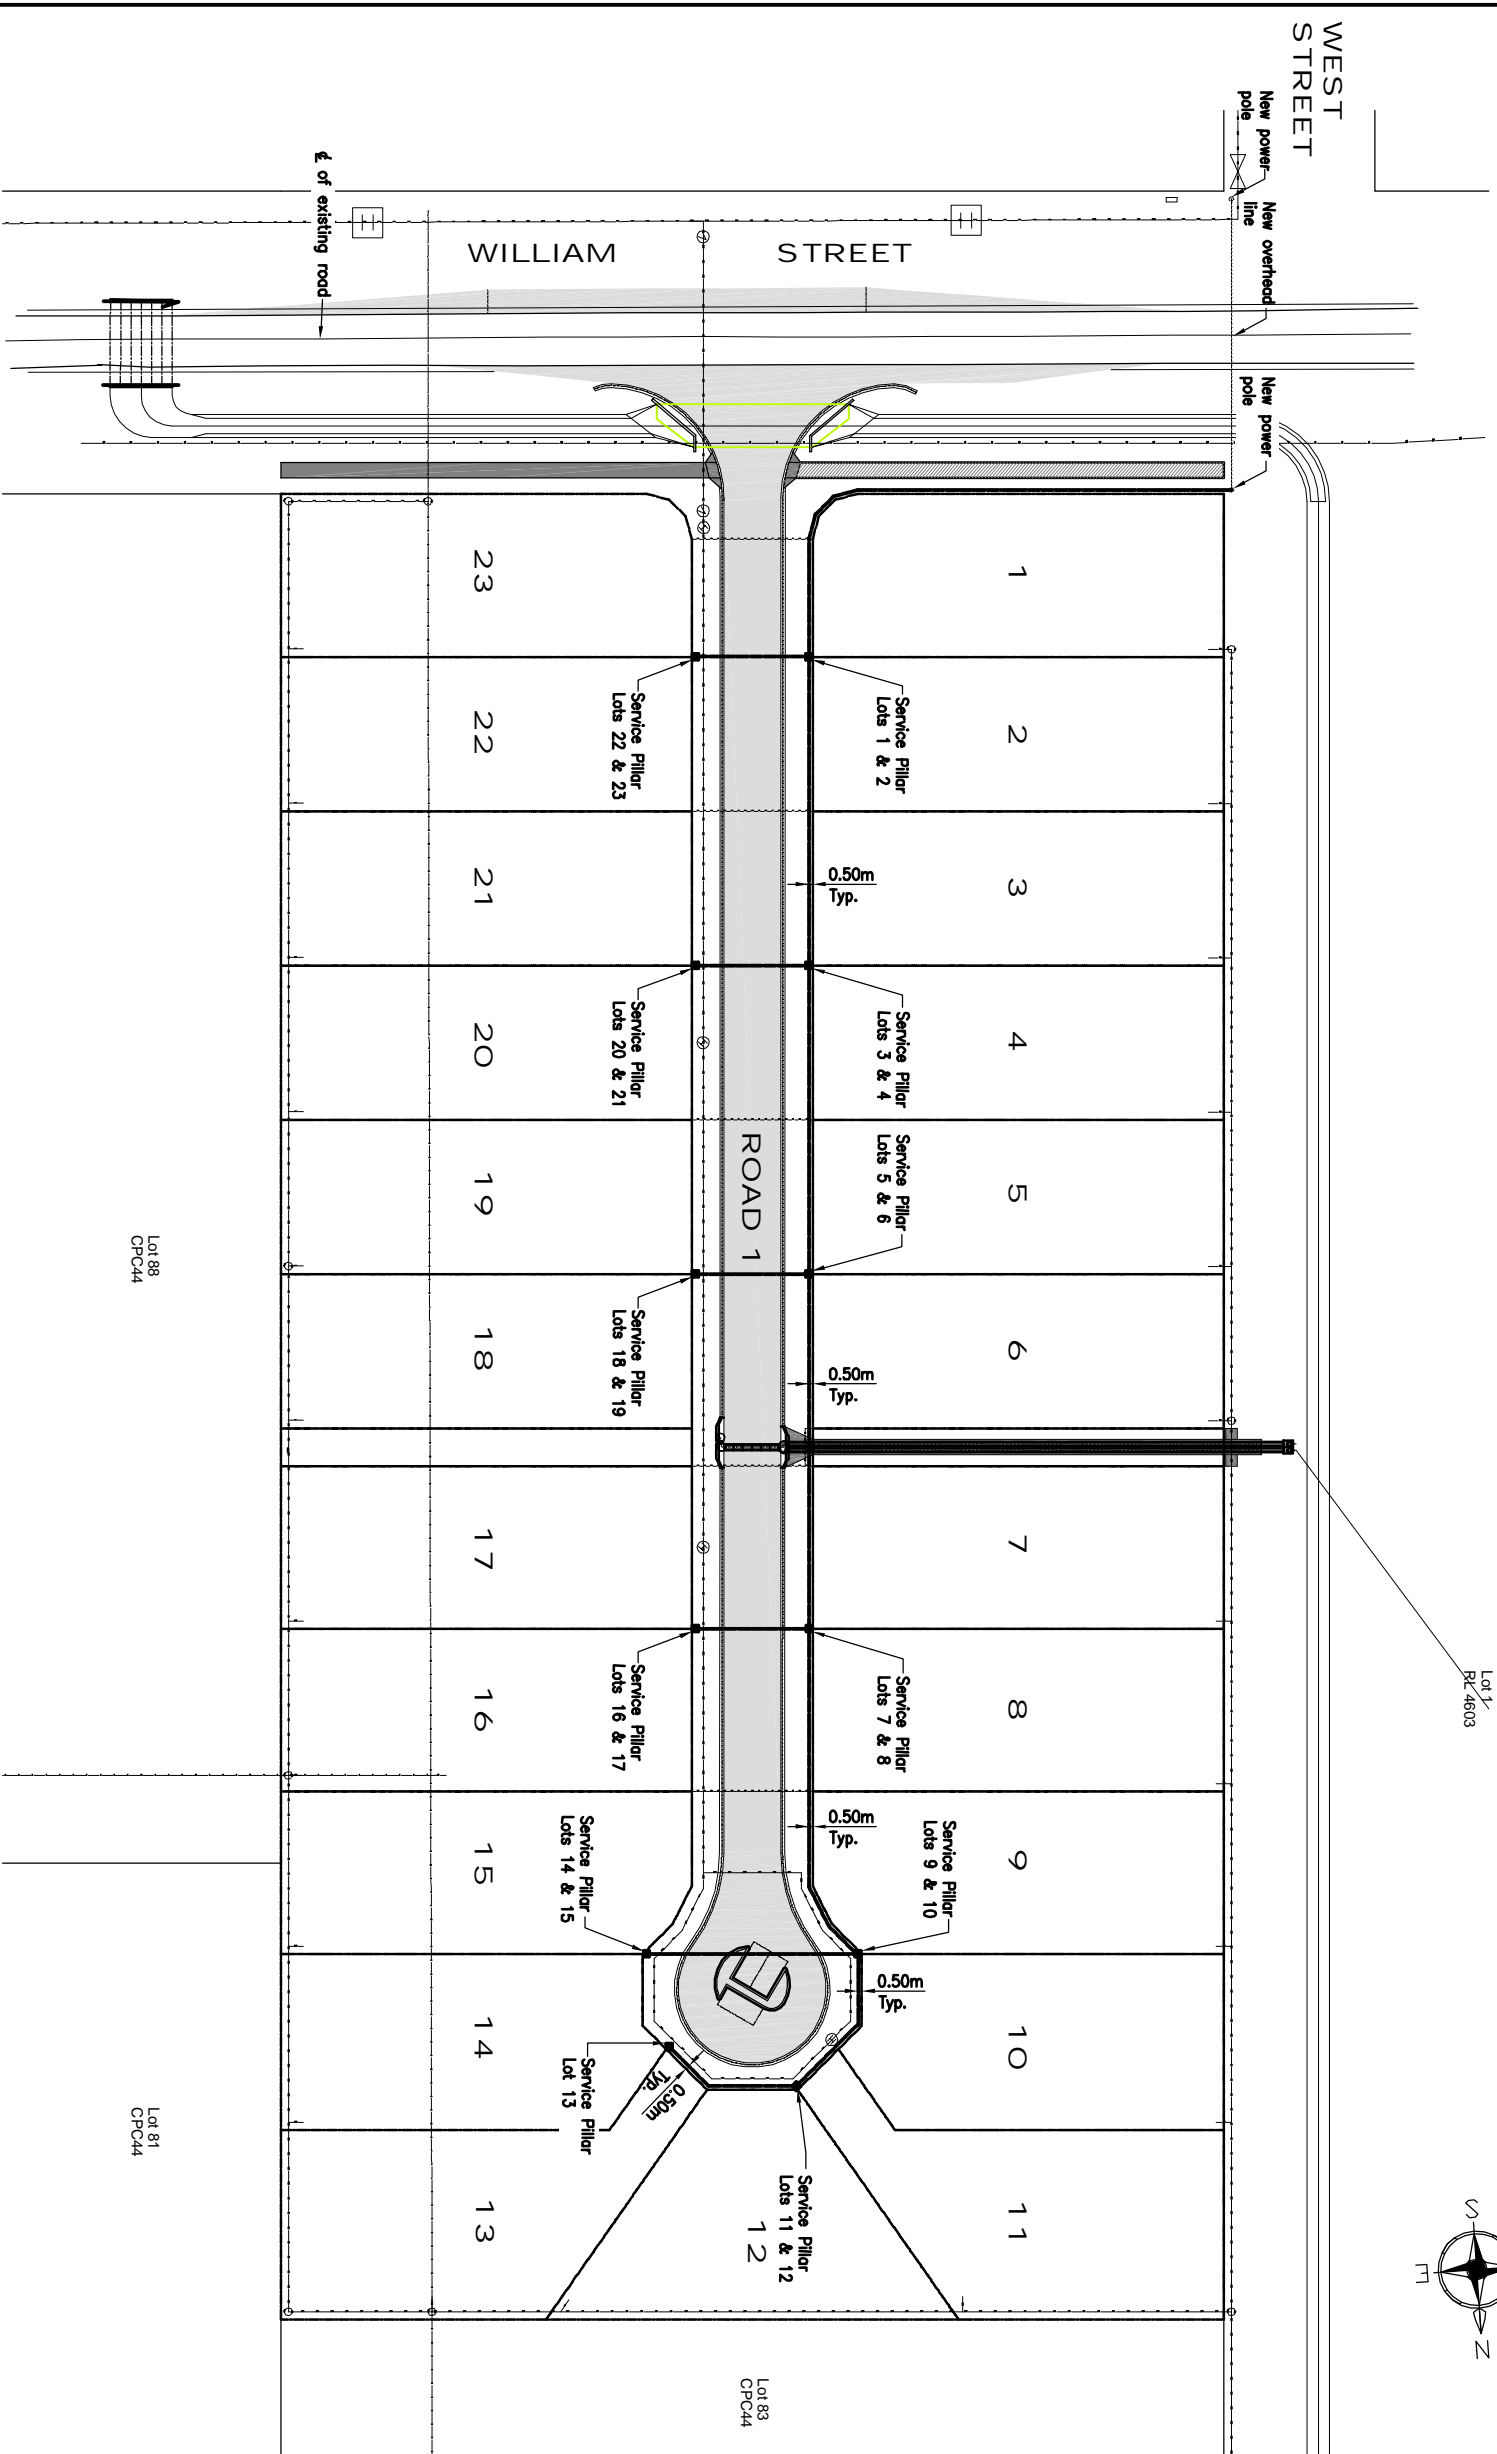 WEST
STREET
New power
pole
New overhead
line
New power
pole
℄ of existing road
WILLIAM STREET
H
H
23
1
22
2
Service Pillar
Lots 22 & 23
Service Pillar
Lots 1 & 2
21
3
0.50m
Typ.
20
4
Service Pillar
Lots 20 & 21
Service Pillar
Lots 3 & 4
19
5
ROAD 1
Service Pillar
Lots 5 & 6
18
6
Service Pillar
Lots 18 & 19
0.50m
Typ.
17
7
16
8
Service Pillar
Lots 16 & 17
Service Pillar
Lots 7 & 8
15
9
Service Pillar
Lots 14 & 15
0.50m
Typ.
Service Pillar
Lots 9 & 10
14
10
0.50m
Typ.
Service Pillar
Lot 13
0.50m
Typ.
13
12
11
Service Pillar
Lots 11 & 12
Lot 88
CPC44
Lot 81
CPC44
Lot 83
CPC44
Lot 1
RL 4603
S
E
N